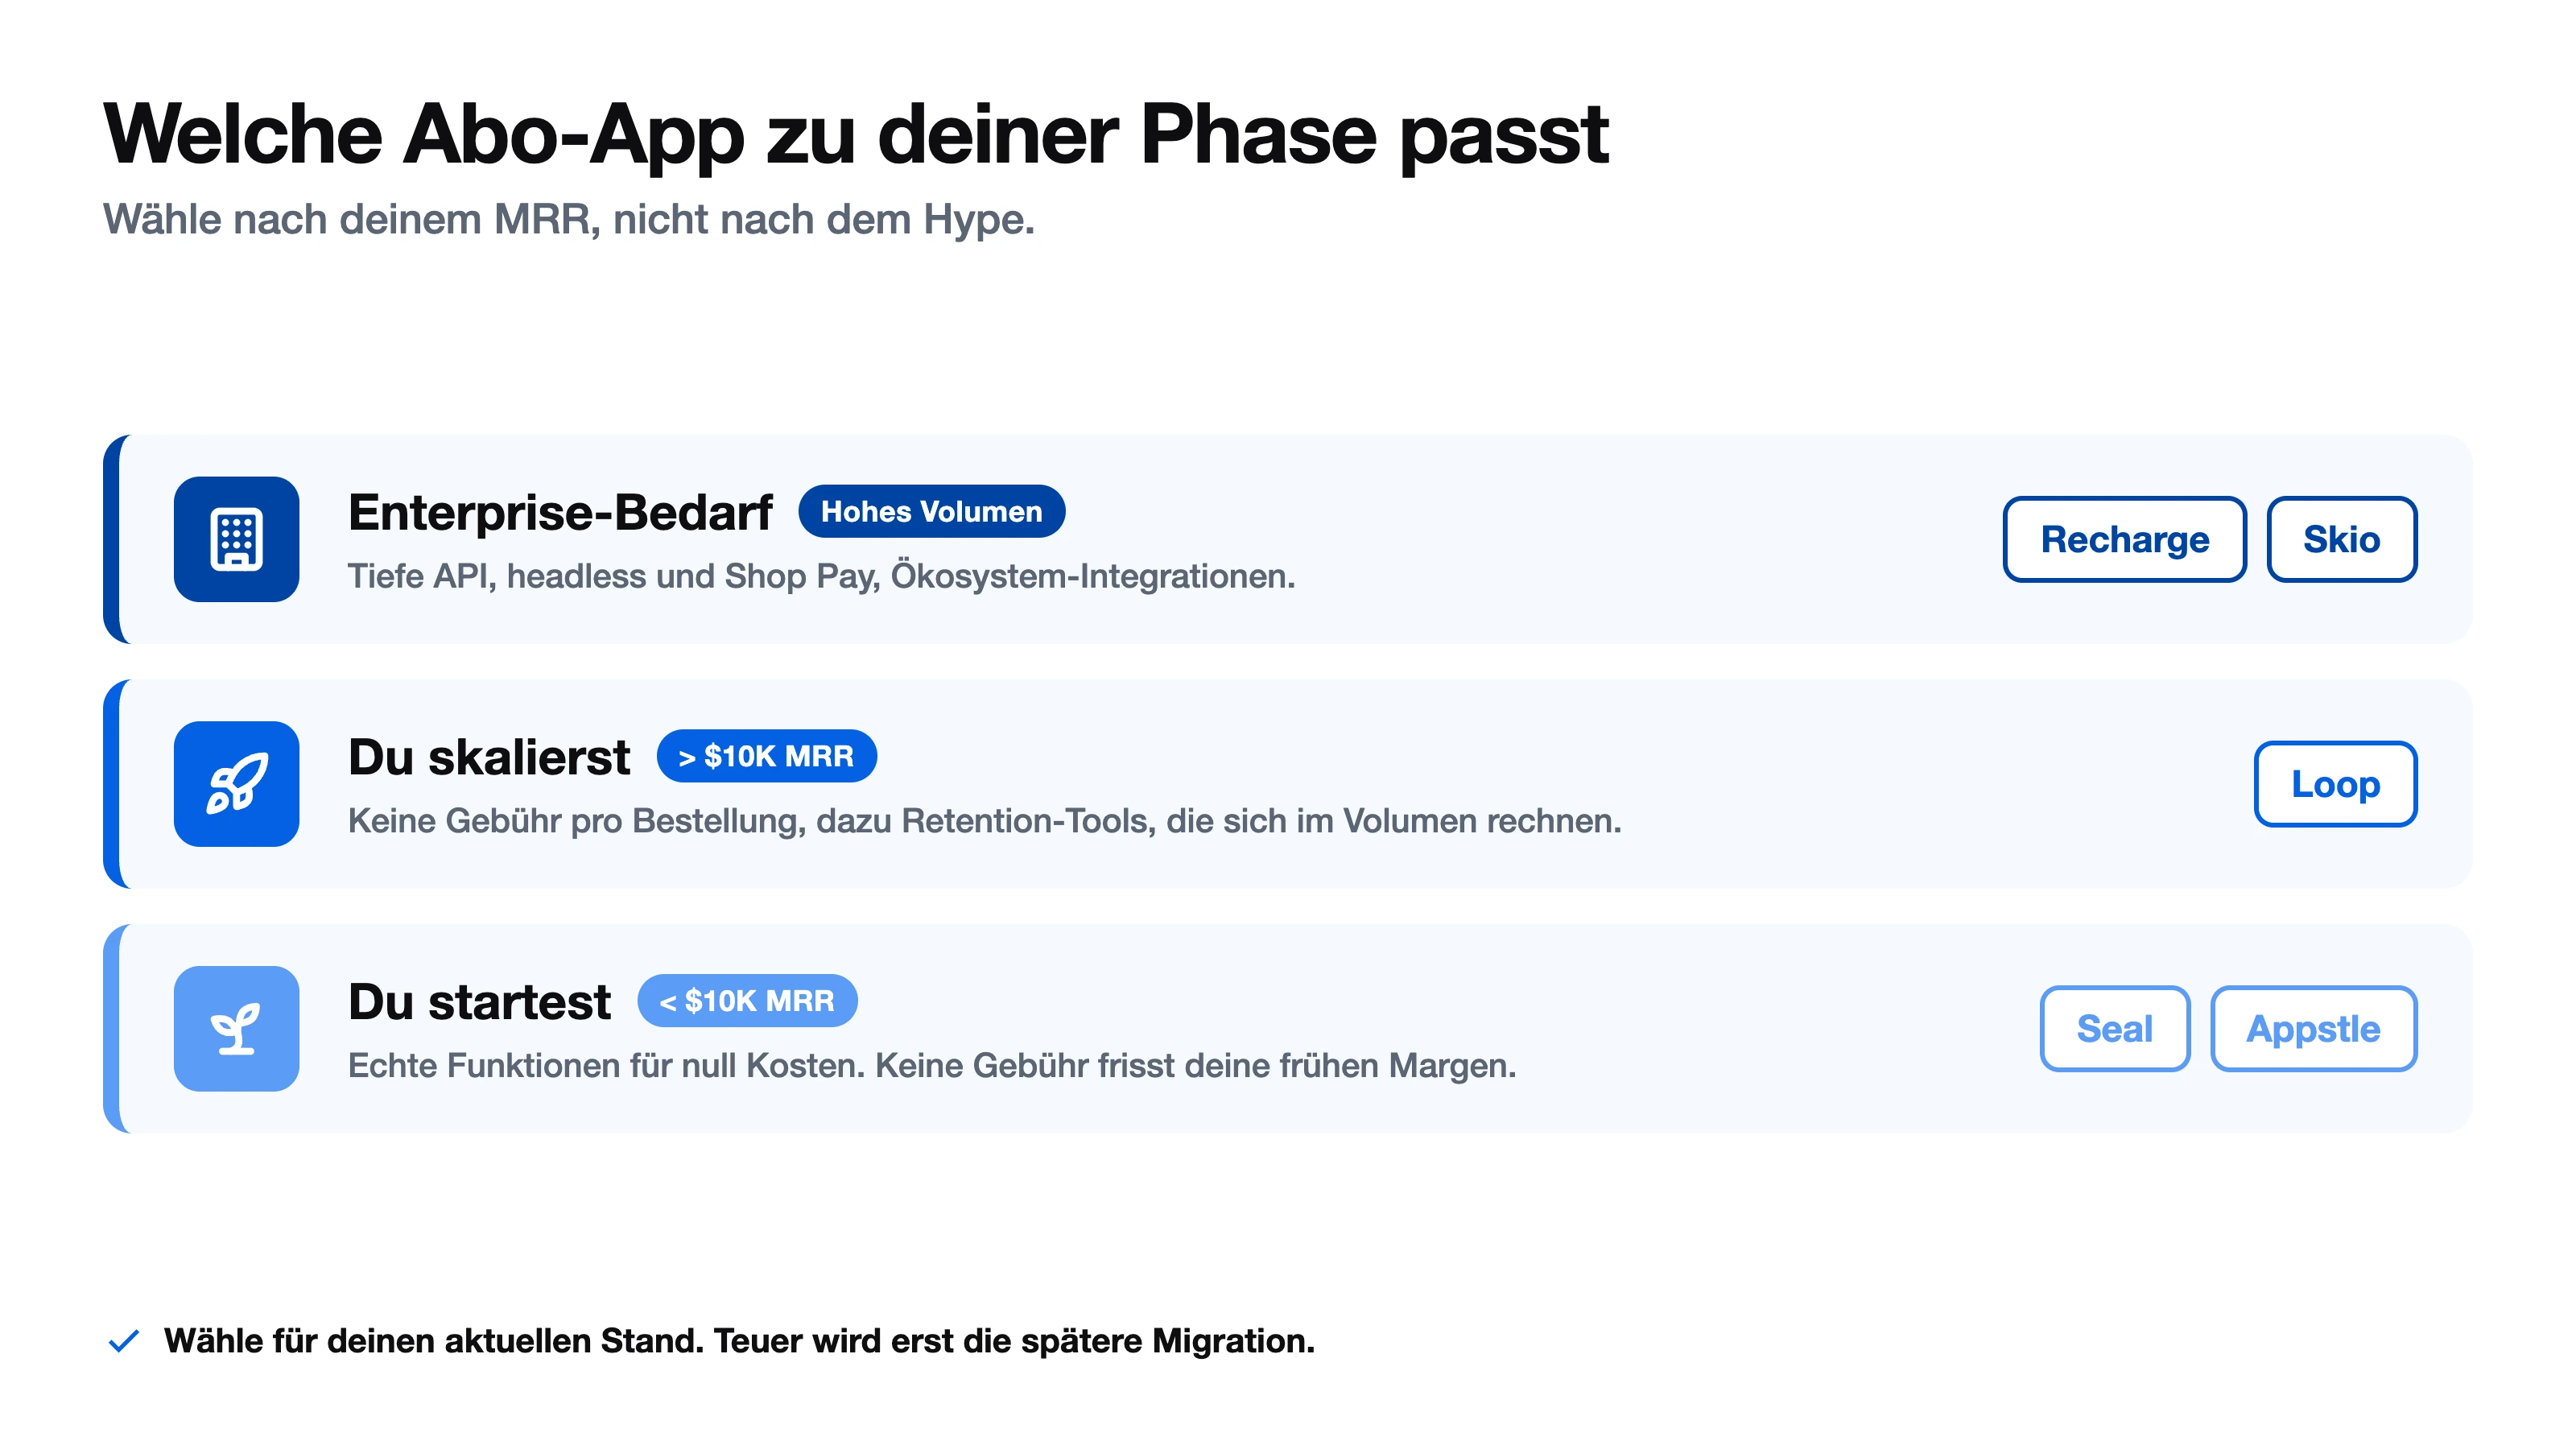 Welche Abo-App zu deiner Phase passt
Wähle nach deinem MRR, nicht nach dem Hype.
Enterprise-Bedarf Hohes Volumen
Tiefe API, headless und Shop Pay, Ökosystem-Integrationen.
Recharge Skio
Du skalierst > $10K MRR
Keine Gebühr pro Bestellung, dazu Retention-Tools, die sich im Volumen rechnen.
Loop
Du startest < $10K MRR
Echte Funktionen für null Kosten. Keine Gebühr frisst deine frühen Margen.
Seal Appstle
Wähle für deinen aktuellen Stand. Teuer wird erst die spätere Migration.